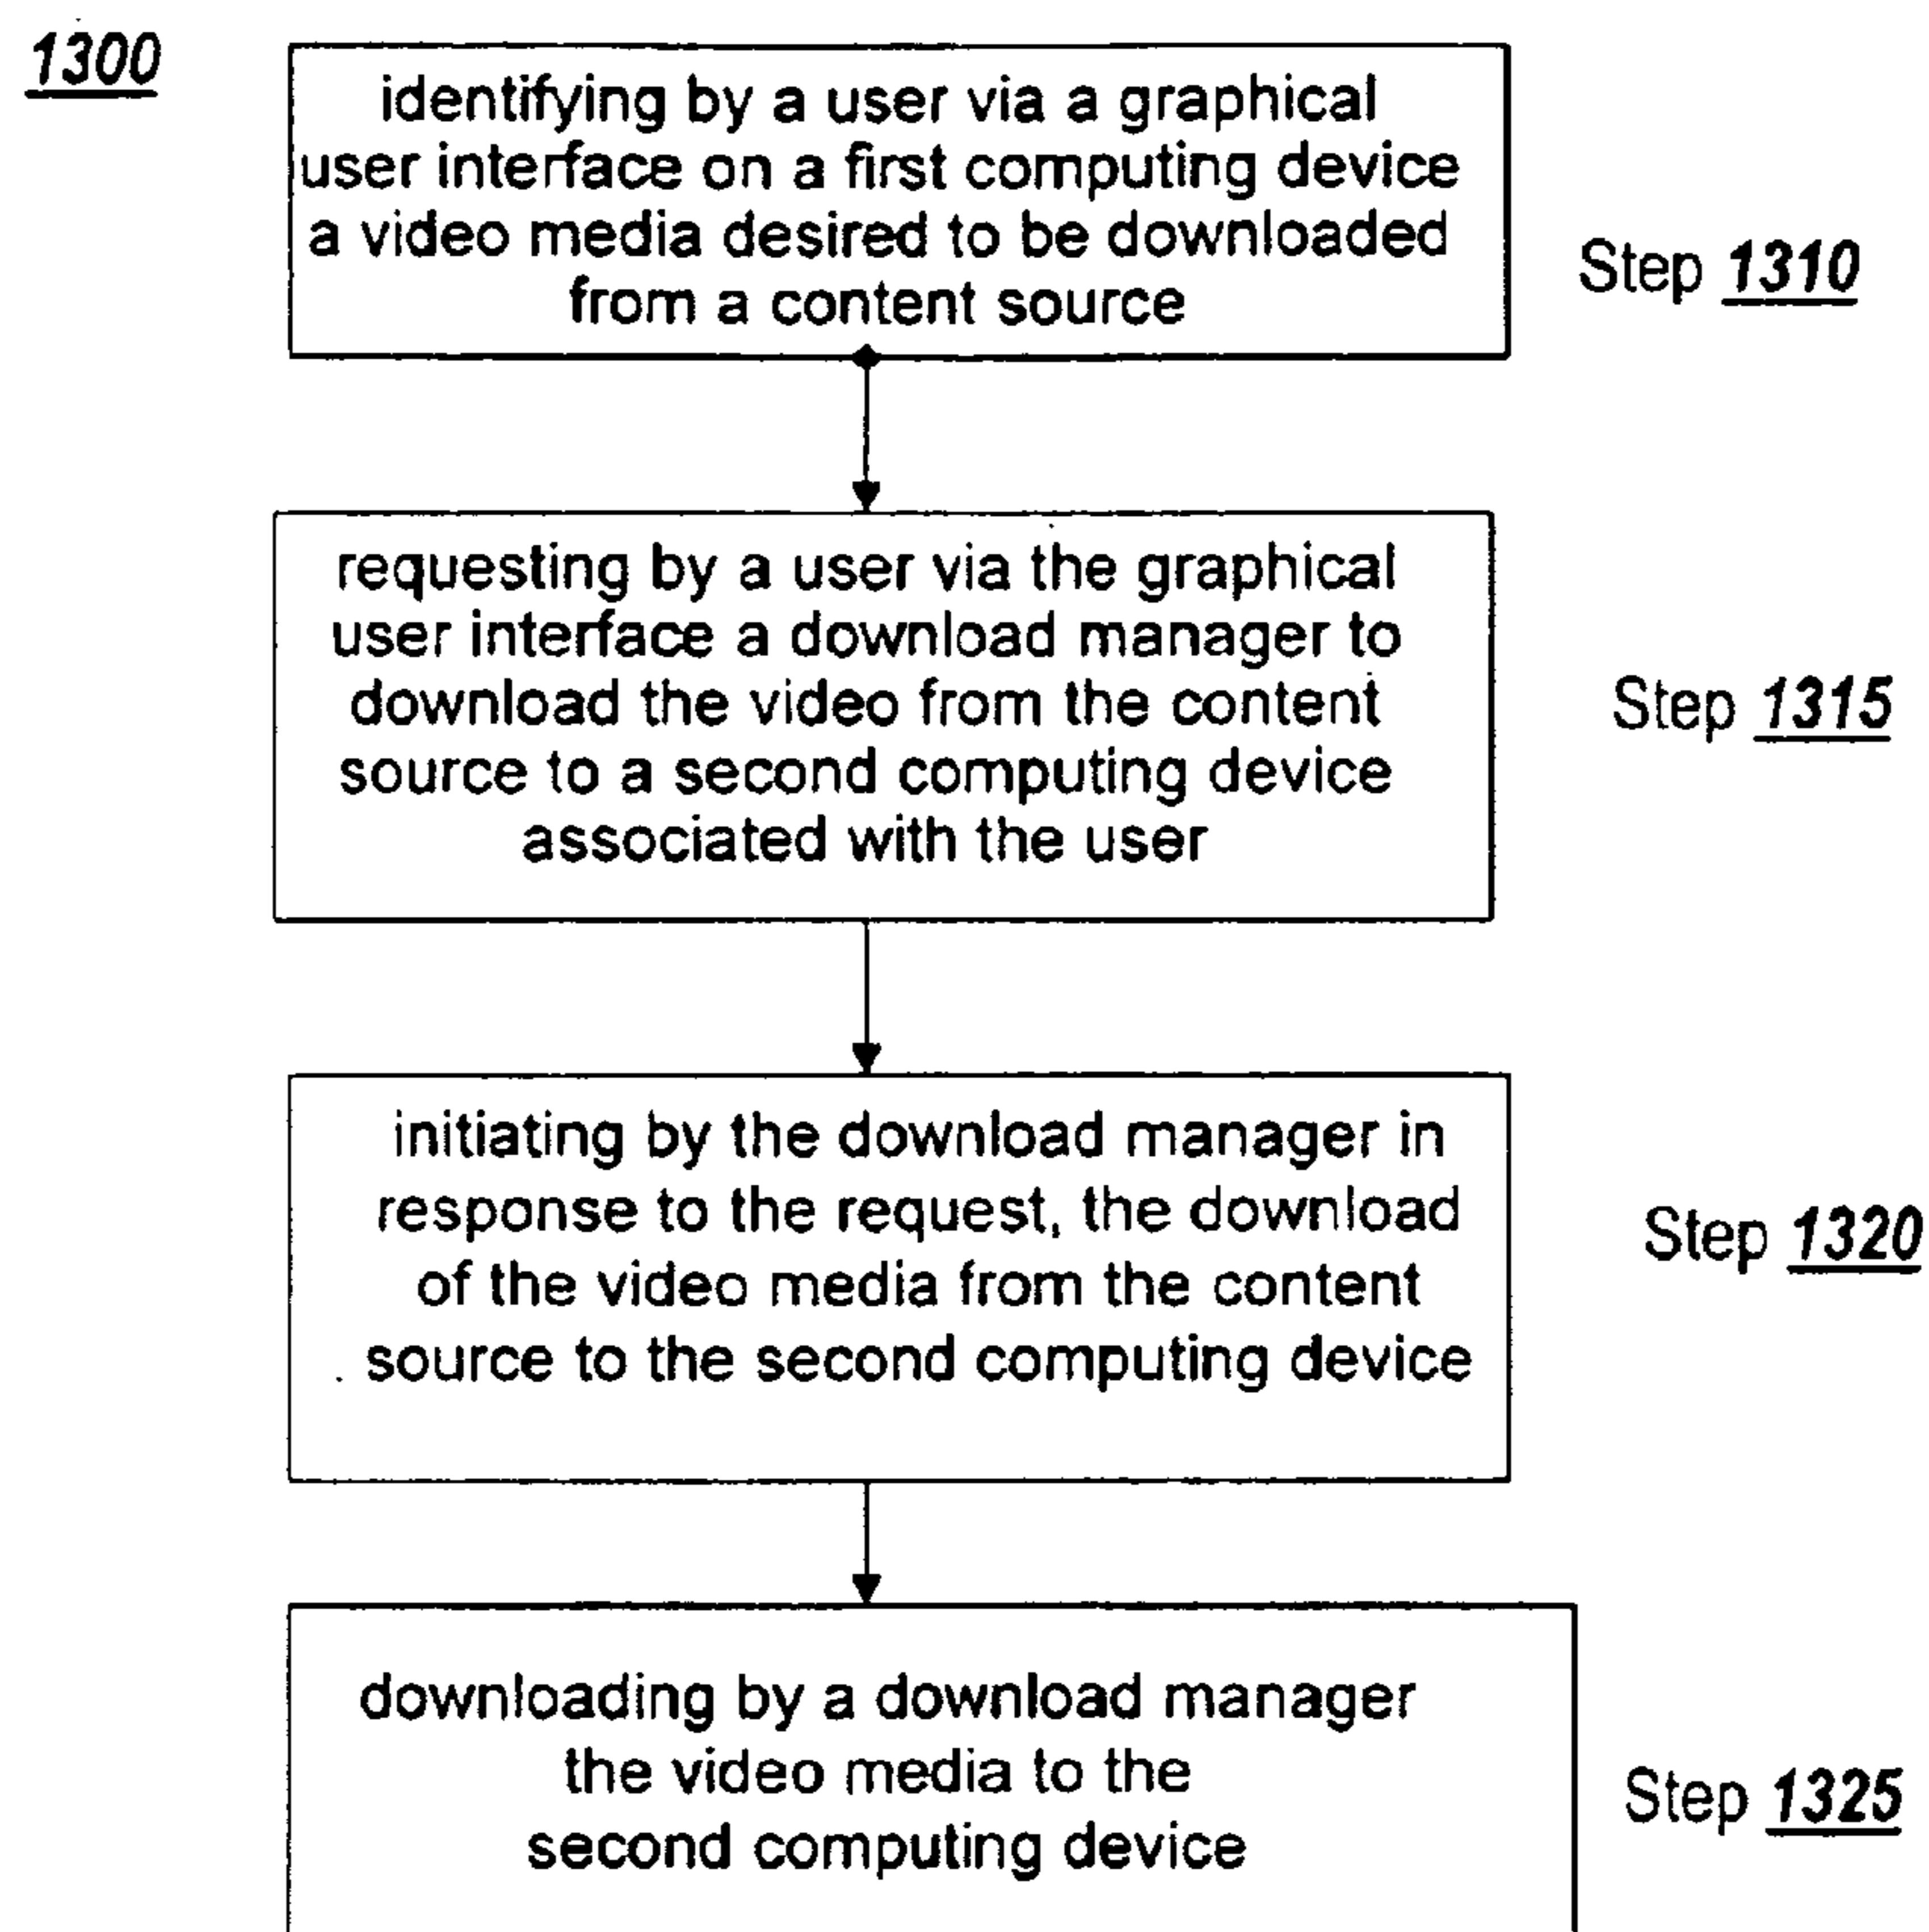 1300
identifying by a user via a graphical
user interface on a first computing device
a video media desired to be downloaded
from a content source
Step 1310
requesting by a user via the graphical
user interface a download manager to
download the video from the content
source to a second computing device
associated with the user
Step 1315
initiating by the download manager in
response to the request, the download
of the video media from the content
source to the second computing device
Step 1320
downloading by a download manager
the video media to the
second computing device
Step 1325